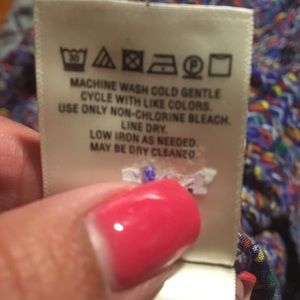 30
P
MACHINE WASH COLD GENTLE
CYCLE WITH LIKE COLORS.
USE ONLY NON-CHLORINE BLEACH.
LINE DRY.
LOW IRON AS NEEDED.
MAY BE DRY CLEANED